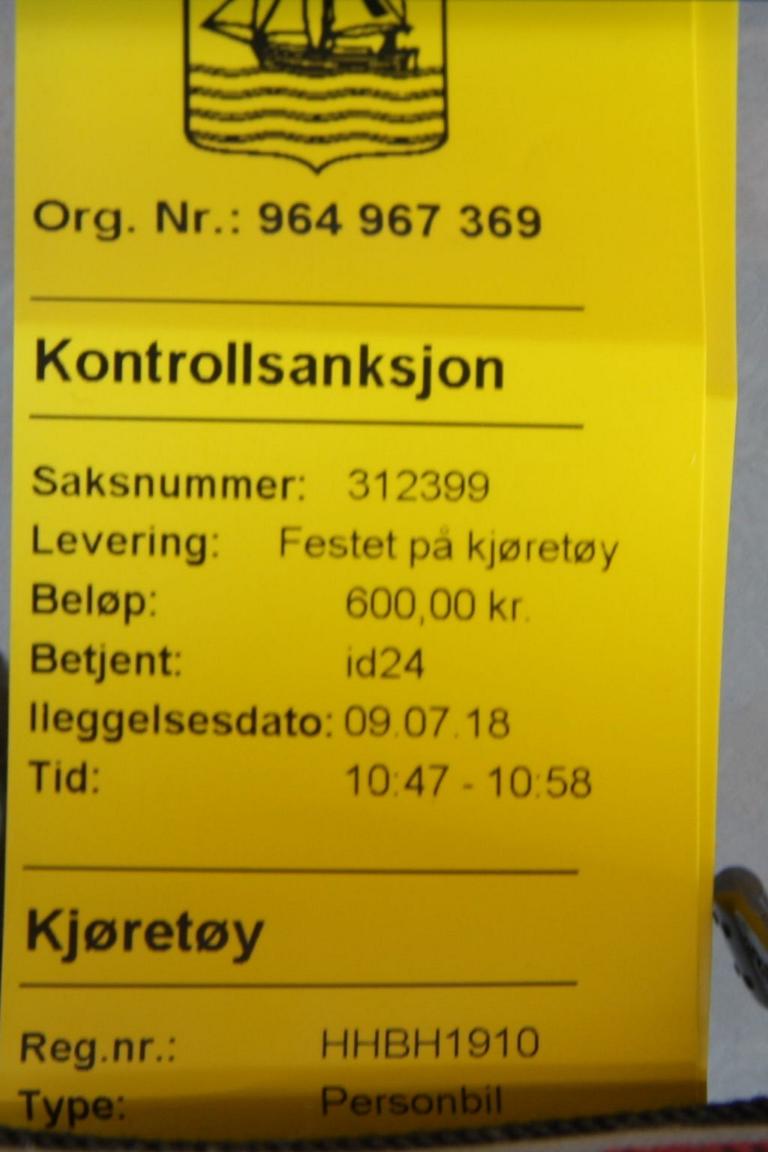 Org. Nr.: 964 967 369
Kontrollsanksjon
Saksnummer: 312399
Levering: Festet på kjøretøy
Beløp: 600,00 kr.
Betjent: id24
Ileggelsesdato: 09.07.18
Tid: 10:47 - 10:58
Kjøretøy
Reg.nr.: HHBH1910
Type: Personbil